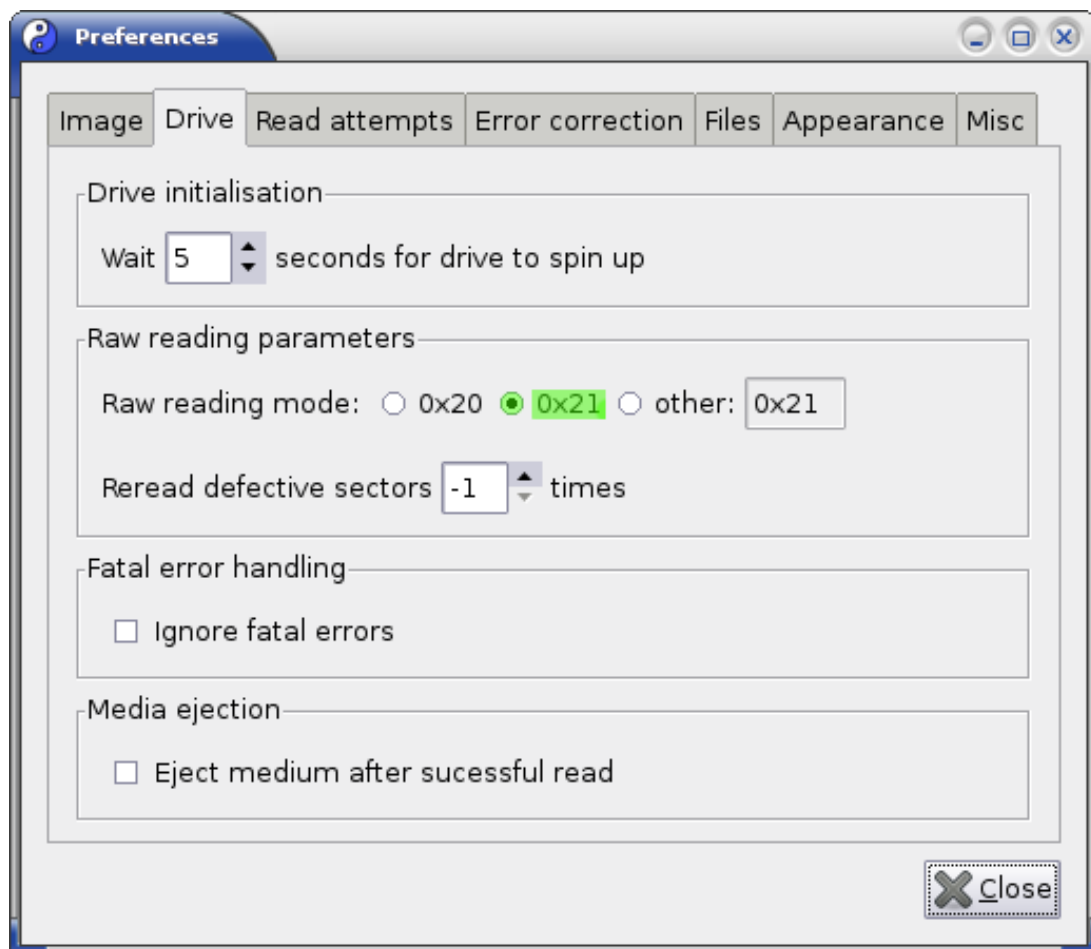 Preferences
Image Drive Read attempts Error correction Files Appearance Misc
Drive initialisation
Wait 5 seconds for drive to spin up
Raw reading parameters
Raw reading mode: 0x20 0x21 other: 0x21
Reread defective sectors -1 times
Fatal error handling
Ignore fatal errors
Media ejection
Eject medium after sucessful read
Close